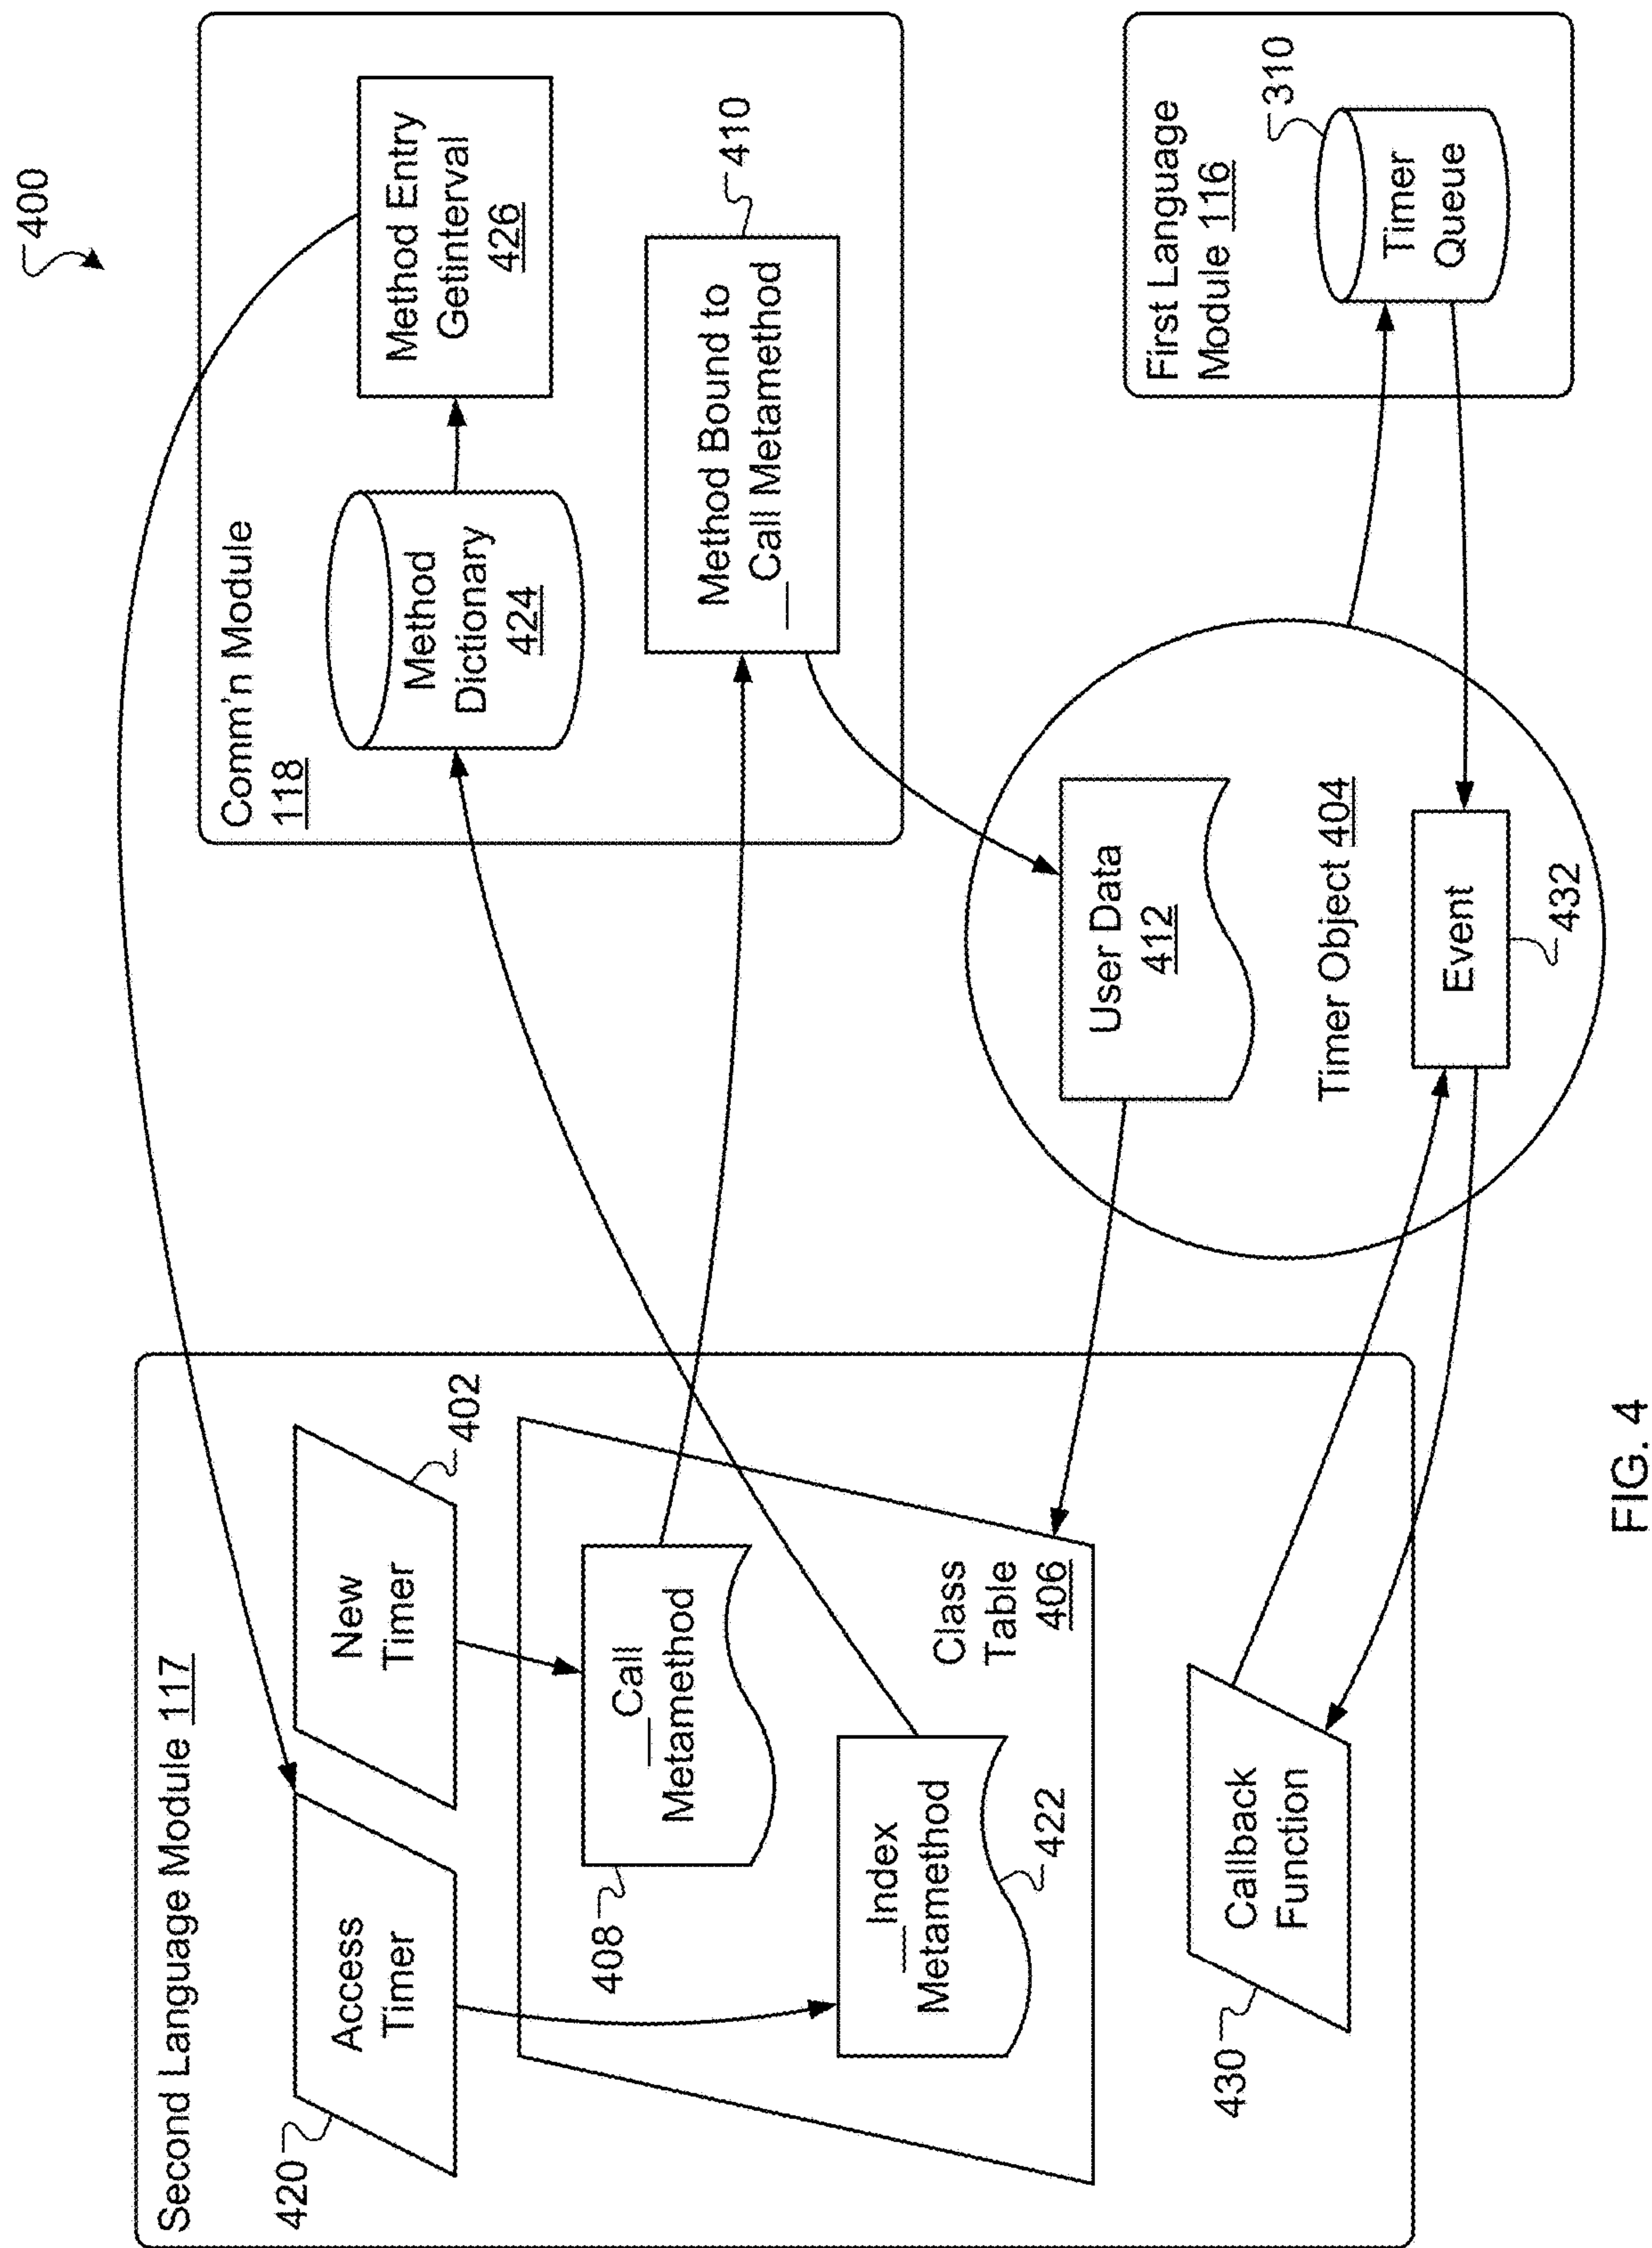 400
Second Language Module 117
420
Access
Timer
New
Timer
402
408
__Call
Metamethod
__Index
Metamethod
422
Class
Table
406
430
Callback
Function
Comm'n Module
118
Method
Dictionary
424
Method Entry
Getinterval
426
Method Bound to
__Call Metamethod
410
User Data
412
Timer Object 404
Event
432
First Language
Module 116
310
Timer
Queue
FIG. 4